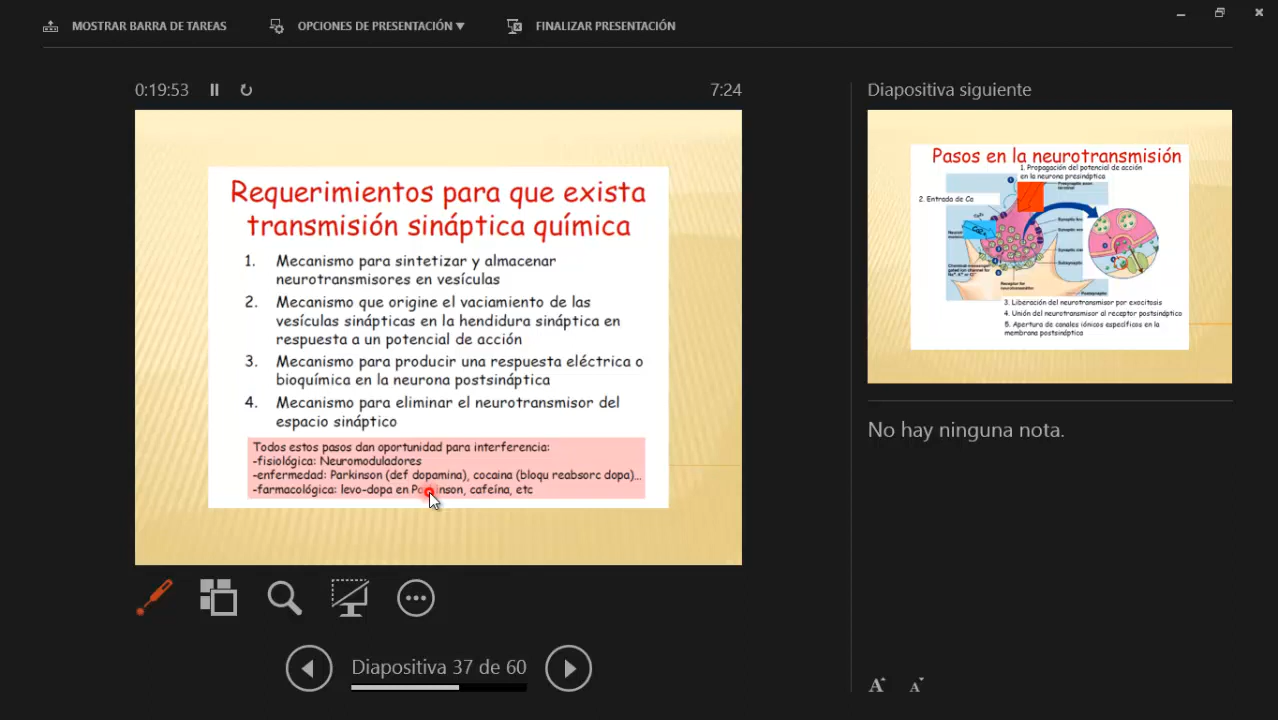 MOSTRAR BARRA DE TAREAS
OPCIONES DE PRESENTACIÓN ▼
FINALIZAR PRESENTACIÓN
0:19:53
7:24
Requerimientos para que exista
transmisión sináptica química
1. Mecanismo para sintetizar y almacenar
neurotransmisores en vesículas
2. Mecanismo que origine el vaciamiento de las
vesículas sinápticas en la hendidura sináptica en
respuesta a un potencial de acción
3. Mecanismo para producir una respuesta eléctrica o
bioquímica en la neurona postsináptica
4. Mecanismo para eliminar el neurotransmisor del
espacio sináptico
Todos estos pasos dan oportunidad para interferencia:
-fisiológica: Neuromoduladores
-enfermedad: Parkinson (def dopamina), cocaina (bloqu reabsorc dopa)...
-farmacológica: levo-dopa en Parkinson, cafeína, etc
Diapositiva 37 de 60
Diapositiva siguiente
Pasos en la neurotransmisión
1. Propagación del potencial de acción
en la neurona presináptica
2. Entrada de Ca
3. Liberación del neurotransmisor por exocitosis
4. Unión del neurotransmisor al receptor postsináptico
5. Apertura de canales iónicos específicos en la
membrana postsináptica
No hay ninguna nota.
A
A